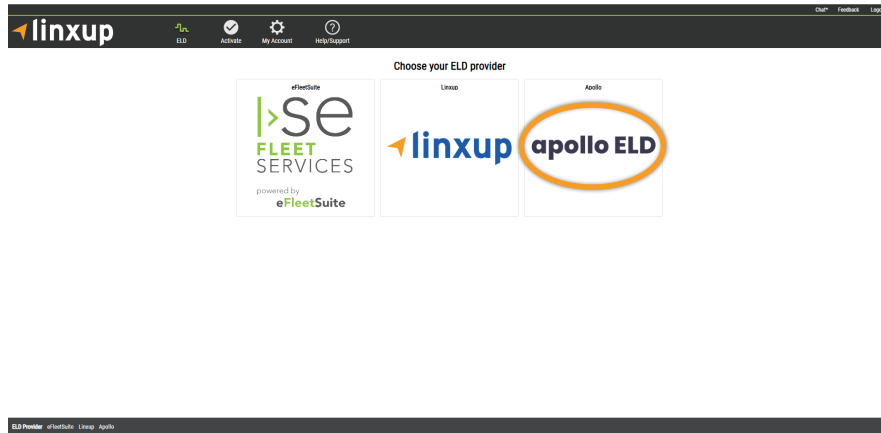 Chat* Feedback
linxup
ELD Activate My Account Help/Support
Choose your ELD provider
eFleetSuite Linxup Apollo
|>se
FLEET
SERVICES
powered by
eFleetSuite
linxup
apollo ELD
ELD Provider eFleetSuite Linxup Apollo